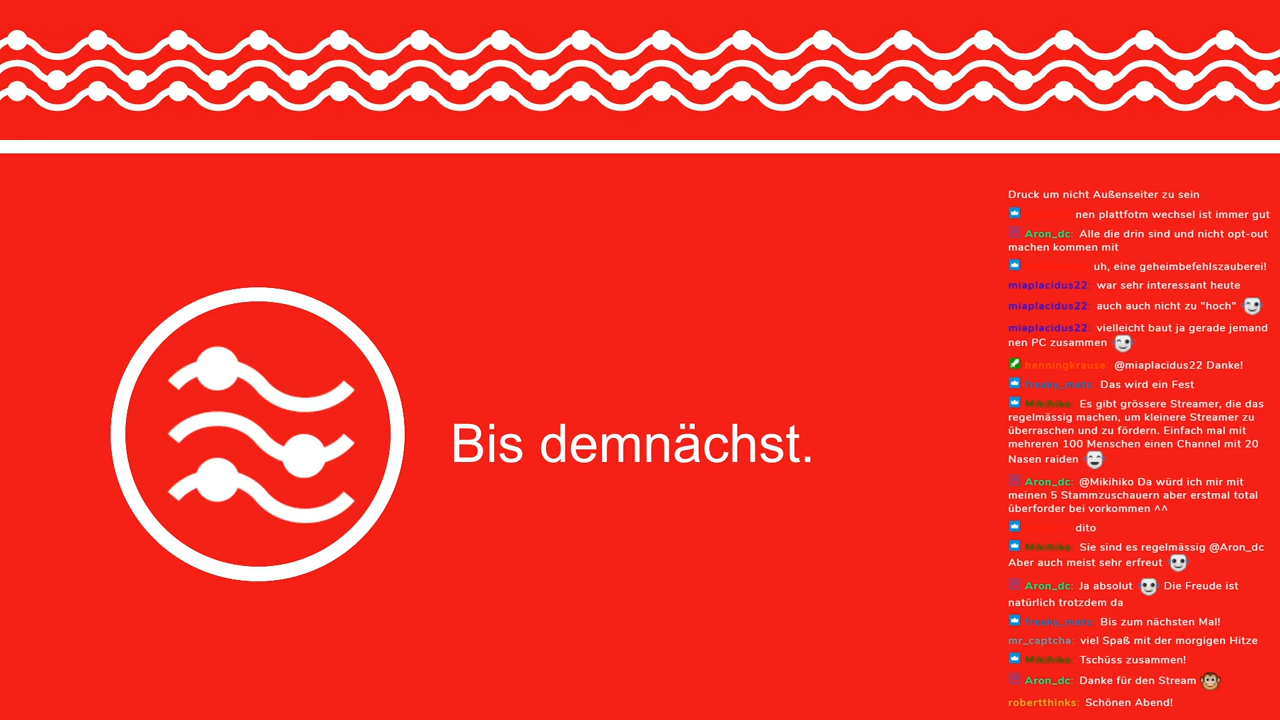 Druck um nicht Außenseiter zu sein
nen plattfotm wechsel ist immer gut
Aron_dc: Alle die drin sind und nicht opt-out
machen kommen mit
uh, eine geheimbefehlszauberei!
miaplacidus22: war sehr interessant heute
miaplacidus22: auch auch nicht zu "hoch"
miaplacidus22: vielleicht baut ja gerade jemand
nen PC zusammen
henningkrause: @miaplacidus22 Danke!
Das wird ein Fest
Mikihiko: Es gibt grössere Streamer, die das
regelmässig machen, um kleinere Streamer zu
überraschen und zu fördern. Einfach mal mit
mehreren 100 Menschen einen Channel mit 20
Nasen raiden
Bis demnächst.
Aron_dc: @Mikihiko Da würd ich mir mit
meinen 5 Stammzuschauern aber erstmal total
überforder bei vorkommen ^^
dito
Mikihiko: Sie sind es regelmässig @Aron_dc
Aber auch meist sehr erfreut
Aron_dc: Ja absolut Die Freude ist
natürlich trotzdem da
Bis zum nächsten Mal!
mr_captcha: viel Spaß mit der morgigen Hitze
Mikihiko: Tschüss zusammen!
Aron_dc: Danke für den Stream
robertthinks: Schönen Abend!